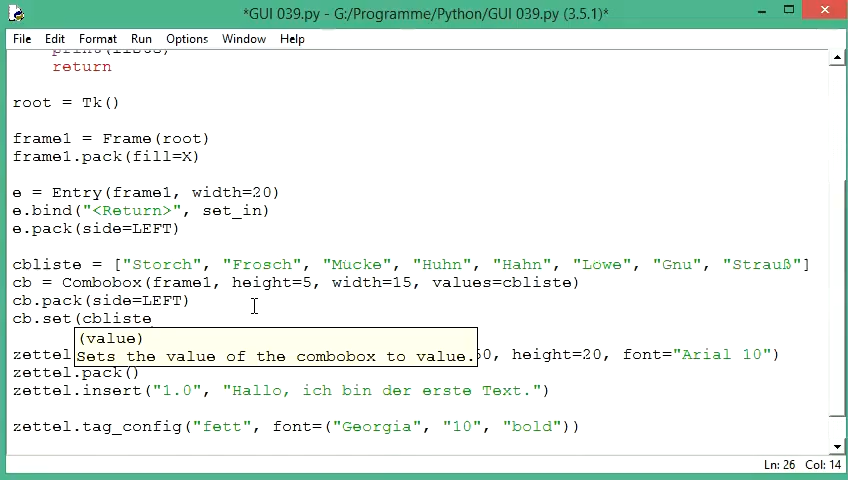 *GUI 039.py - G:/Programme/Python/GUI 039.py (3.5.1)*
File Edit Format Run Options Window Help
return
root = Tk()
frame1 = Frame(root)
frame1.pack(fill=X)
e = Entry(frame1, width=20)
e.bind("<Return>", set_in)
e.pack(side=LEFT)
cbliste = ["Storch", "Frosch", "Mücke", "Huhn", "Hahn", "Löwe", "Gnu", "Strauß"]
cb = Combobox(frame1, height=5, width=15, values=cbliste)
cb.pack(side=LEFT)
cb.set(cbliste
(value)
Sets the value of the combobox to value.
zettel 0, height=20, font="Arial 10")
zettel.pack()
zettel.insert("1.0", "Hallo, ich bin der erste Text.")
zettel.tag_config("fett", font=("Georgia", "10", "bold"))
Ln: 26 Col: 14